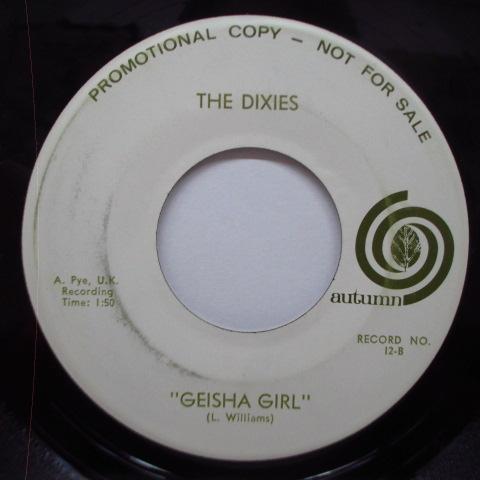 PROMOTIONAL COPY — NOT FOR SALE
THE DIXIES
A. Pye, U.K.
Recording
Time: 1:50
autumn
RECORD NO.
12-B
"GEISHA GIRL"
(L. Williams)